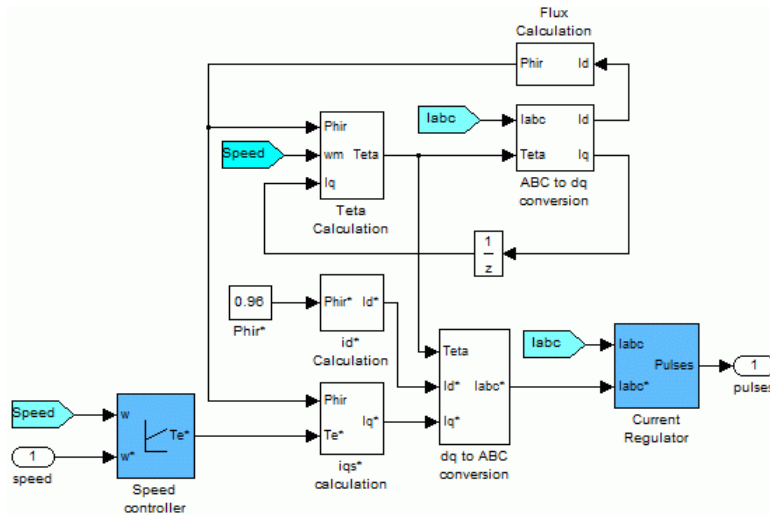 Flux
Calculation
Phir Id
Iabc
Iabc Id
Teta Iq
ABC to dq
conversion
Phir
Speed
wm Teta
Iq
Teta
Calculation
1
z
0.96
Phir*
Phir* Id*
id*
Calculation
Teta
Id* Iabc*
Iq*
dq to ABC
conversion
Iabc
Iabc
Pulses
Iabc*
Current
Regulator
1
pulses
Speed
w
Te*
w*
1
speed
Speed
controller
Phir
Iq*
Te*
iqs*
calculation